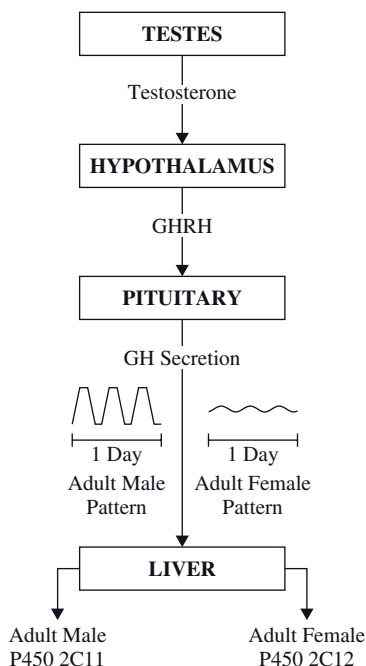 TESTES
Testosterone
HYPOTHALAMUS
GHRH
PITUITARY
GH Secretion
1 Day
Adult Male
Pattern
1 Day
Adult Female
Pattern
LIVER
Adult Male
P450 2C11
Adult Female
P450 2C12